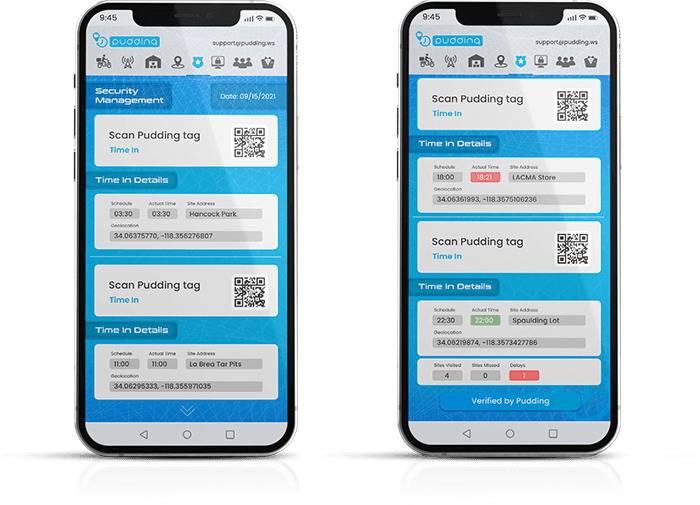 9:45
pudding
support@pudding.ws
Security
Management
Date: 09/15/2021
Scan Pudding tag
Time In
Time In Details
Schedule Actual Time Site Address
03:30 03:30 Hancock Park
Geolocation
34.06375770, -118.356276807
Scan Pudding tag
Time In
Time In Details
Schedule Actual Time Site Address
11:00 11:00 La Brea Tar Pits
Geolocation
34.06295333, -118.355971035
9:45
pudding
support@pudding.ws
Scan Pudding tag
Time In
Time In Details
Schedule Actual Time Site Address
18:00 18:21 LACMA Store
Geolocation
34.06361993, -118.3575106236
Scan Pudding tag
Time In
Time In Details
Schedule Actual Time Site Address
22:30 Spaulding Lot
Geolocation
34.06219874, -118.3573427786
Sites Visited Sites Missed Delays
4 0 1
Verified by Pudding